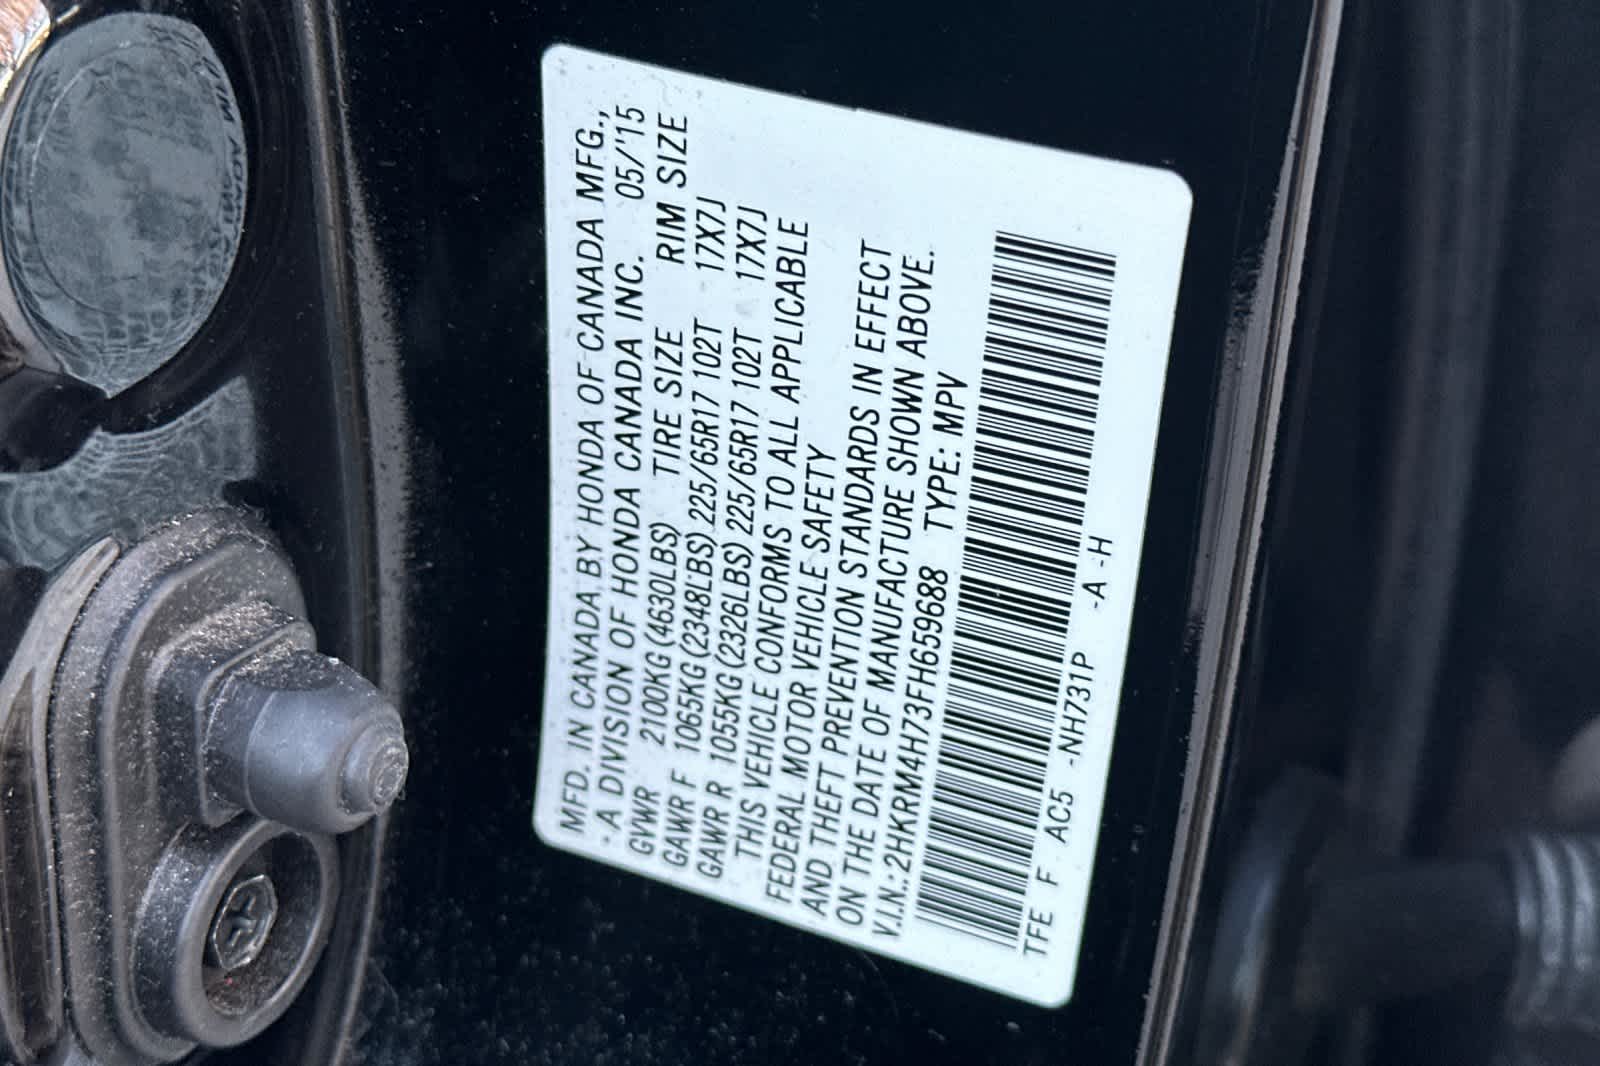 MFD. IN CANADA BY HONDA OF CANADA MFG.,
- A DIVISION OF HONDA CANADA INC. 05/'15
GVWR 2100KG (4630LBS) TIRE SIZE RIM SIZE
GAWR F 1065KG (2348LBS) 225/65R17 102T 17X7J
GAWR R 1055KG (2326LBS) 225/65R17 102T 17X7J
THIS VEHICLE CONFORMS TO ALL APPLICABLE
FEDERAL MOTOR VEHICLE SAFETY
AND THEFT PREVENTION STANDARDS IN EFFECT
ON THE DATE OF MANUFACTURE SHOWN ABOVE.
V.I.N.:2HKRM4H73FH659688 TYPE: MPV
TFE F AC5 -NH731P -A -H